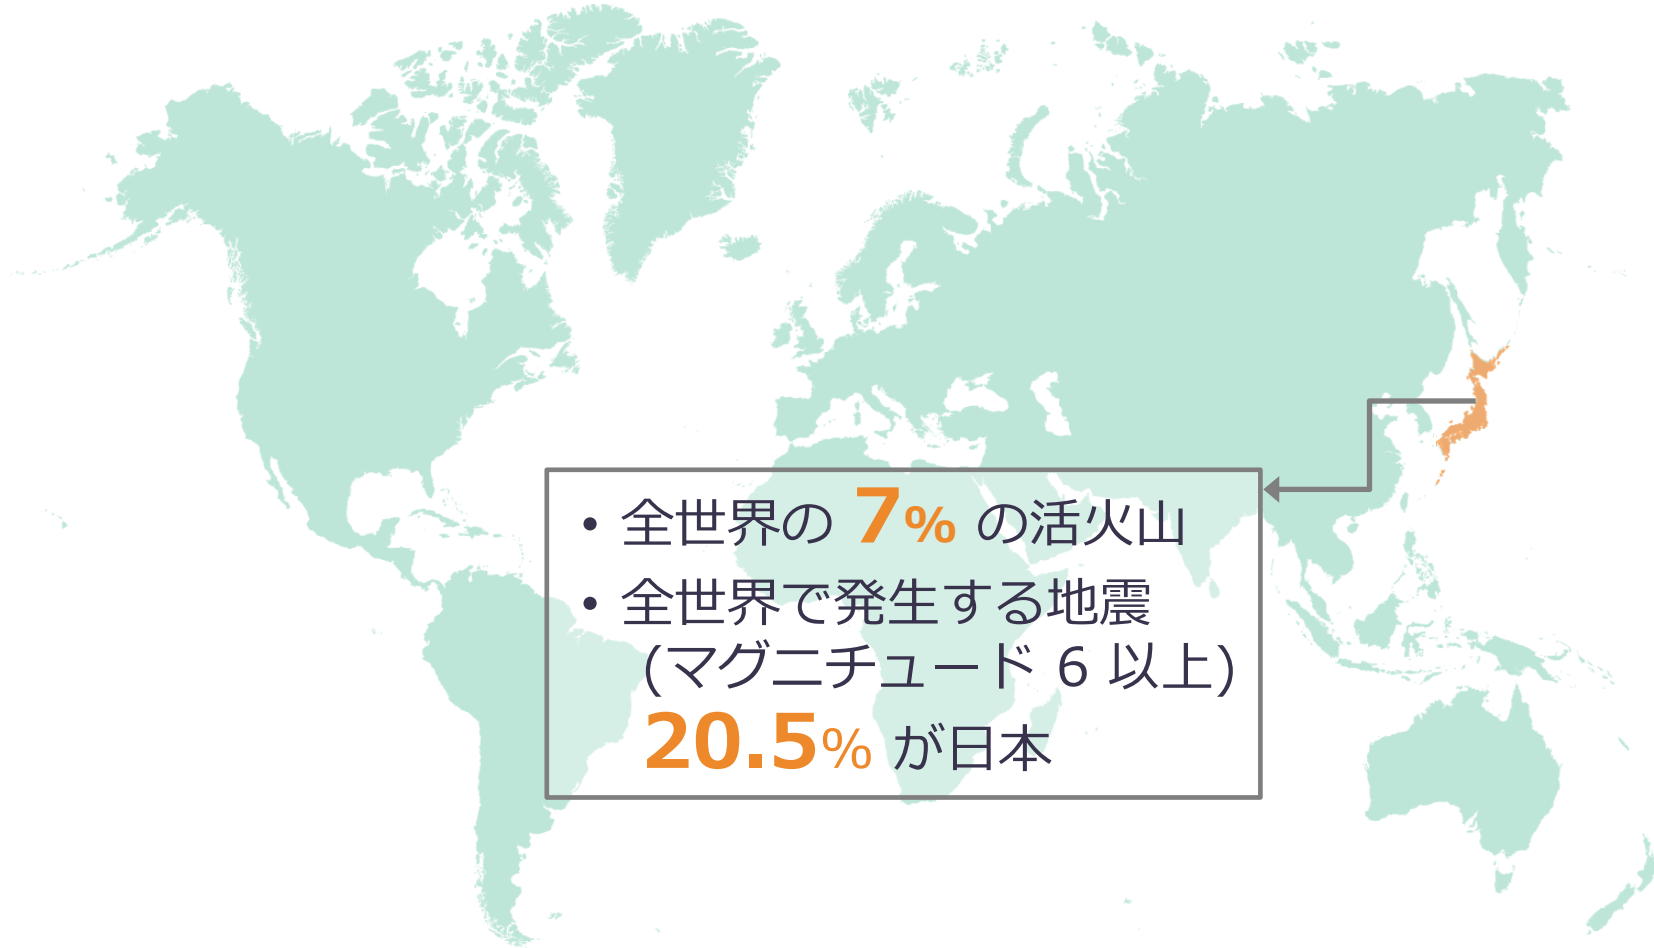 • 全世界の 7% の活火山
• 全世界で発生する地震
(マグニチュード 6 以上)
20.5% が日本